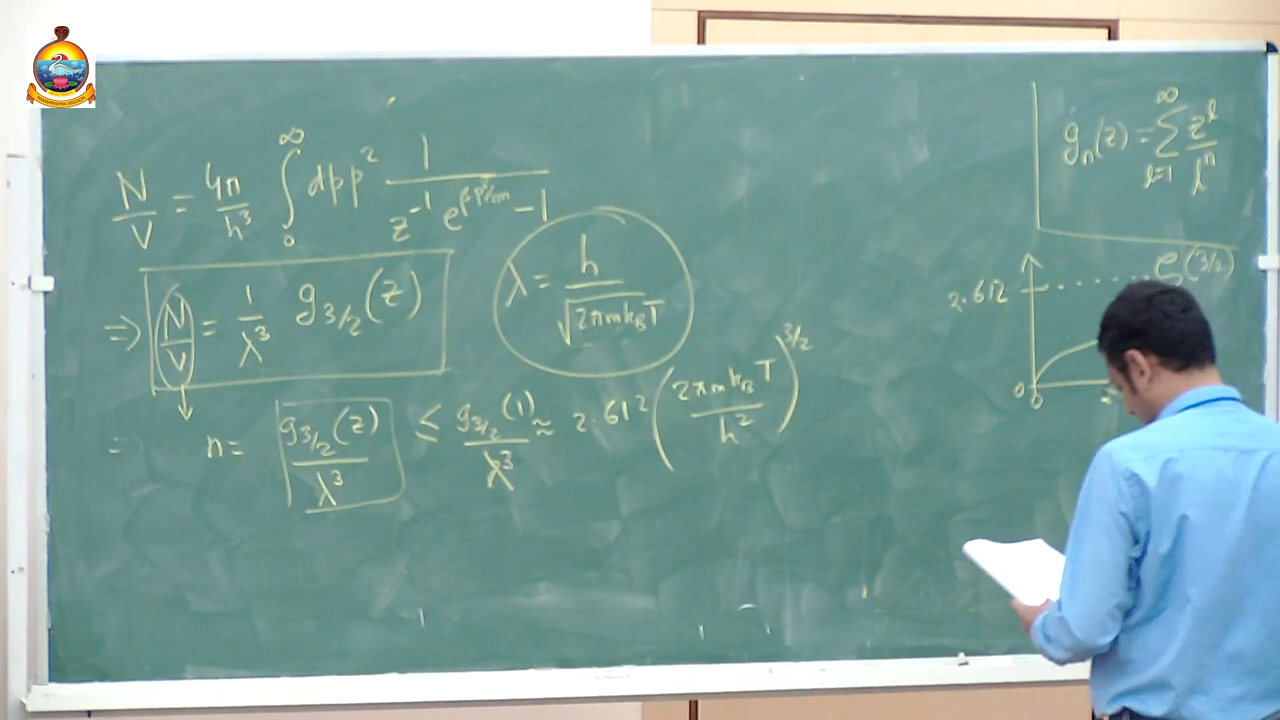 N/V = 4π/h³ ∫₀^∞ dp p² 1/(z⁻¹ e^{βp²/2m} − 1)
⇒ N/V = 1/λ³ g_{3/2}(z)
λ = h/√(2πmk_BT)
⇒ n = g_{3/2}(z)/λ³ ≤ g_{3/2}(1)/λ³ ≈ 2.612 (2πmk_BT/h²)^{3/2}
g_n(z) = Σ_{l=1}^∞ z^l/l^n
2.612 ζ(3/2)
0
0